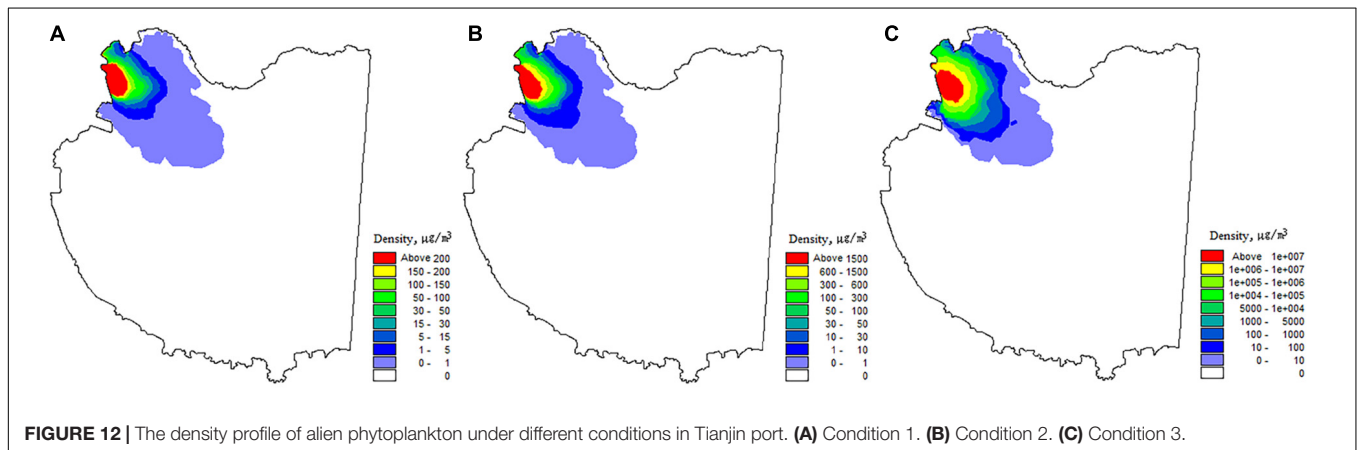 A
B
C
Density, μg/m³
Above 200
150 - 200
100 - 150
50 - 100
30 - 50
15 - 30
5 - 15
1 - 5
0 - 1
0
Density, μg/m³
Above 1500
600 - 1500
300 - 600
100 - 300
50 - 100
30 - 50
10 - 30
1 - 10
0 - 1
0
Density, μg/m³
Above 1e+007
1e+006 - 1e+007
1e+005 - 1e+006
1e+004 - 1e+005
5000 - 1e+004
1000 - 5000
100 - 1000
10 - 100
0 - 10
0
FIGURE 12 | The density profile of alien phytoplankton under different conditions in Tianjin port. (A) Condition 1. (B) Condition 2. (C) Condition 3.